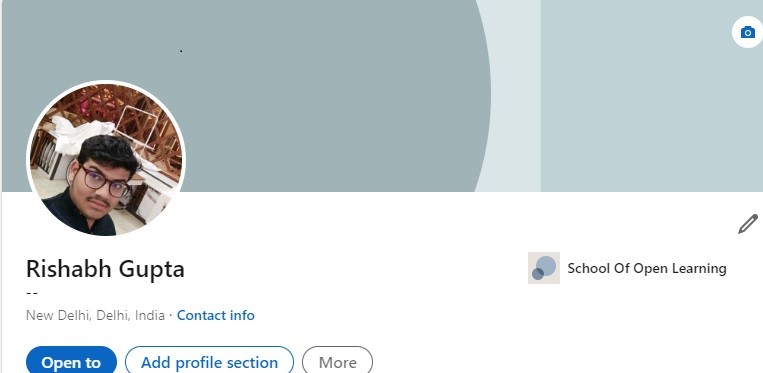 Rishabh Gupta
School Of Open Learning
--
New Delhi, Delhi, India · Contact info
Open to
Add profile section
More